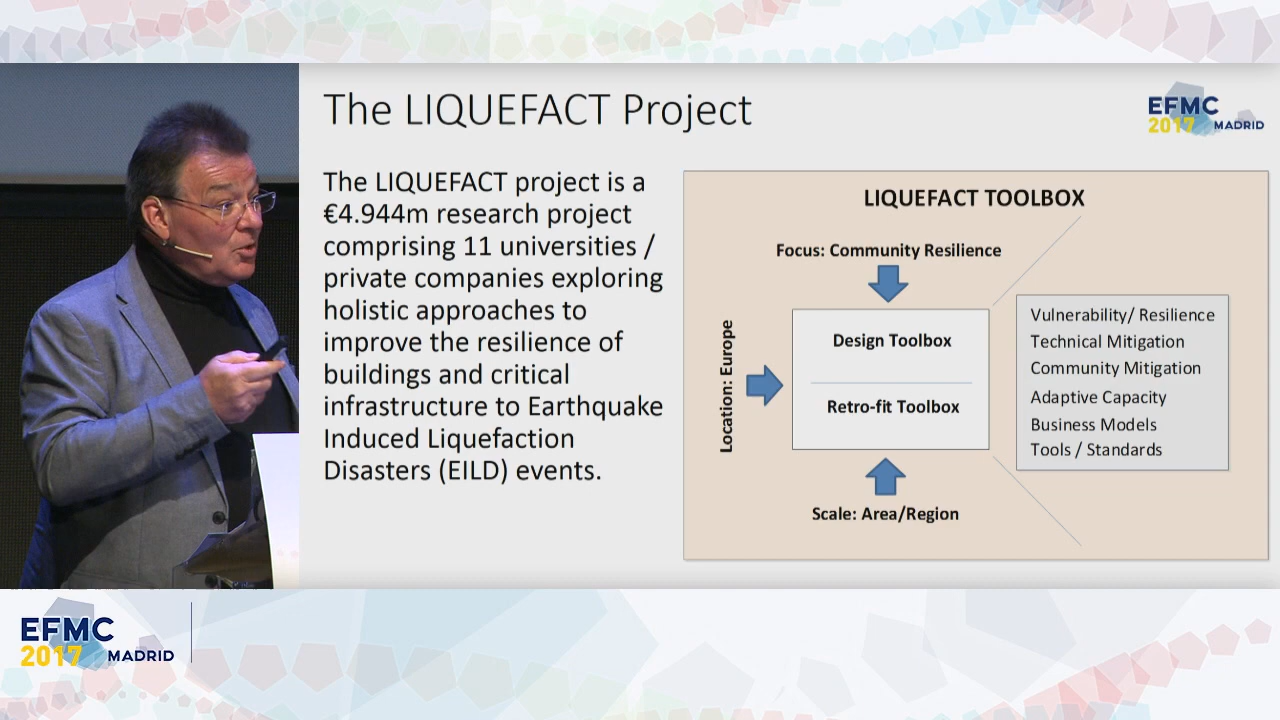 The LIQUEFACT Project
EFMC
2017 MADRID
The LIQUEFACT project is a
€4.944m research project
comprising 11 universities /
private companies exploring
holistic approaches to
improve the resilience of
buildings and critical
infrastructure to Earthquake
Induced Liquefaction
Disasters (EILD) events.
LIQUEFACT TOOLBOX
Focus: Community Resilience
Location: Europe
Design Toolbox
Retro-fit Toolbox
Scale: Area/Region
Vulnerability/ Resilience
Technical Mitigation
Community Mitigation
Adaptive Capacity
Business Models
Tools / Standards
EFMC
2017 MADRID